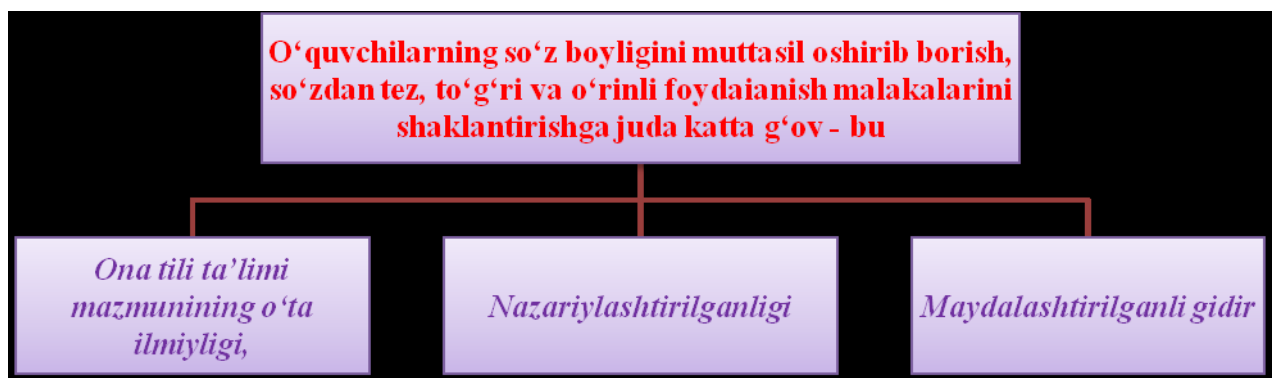 O‘quvchilarning so‘z boyligini muttasil oshirib borish,
so‘zdan tez, to‘g‘ri va o‘rinli foydaianish malakalarini
shaklantirishga juda katta g‘ov - bu
Ona tili ta’limi
mazmunining o‘ta
ilmiyligi,
Nazariylashtirilganligi
Maydalashtirilganli gidir